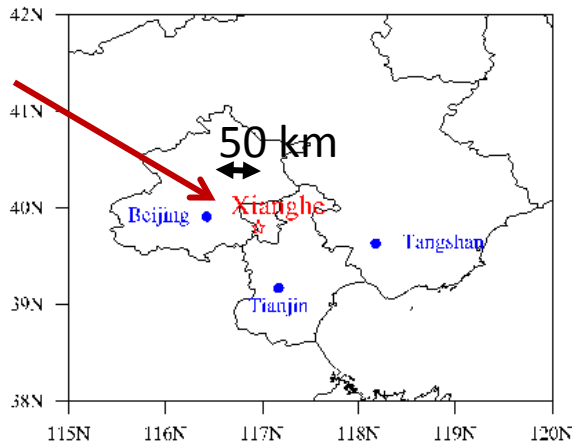 42N
41N
50 km
40N
Xianghe
Beijing
Tangshan
39N
Tianjin
38N
115N 116N 117N 118N 119N 120N